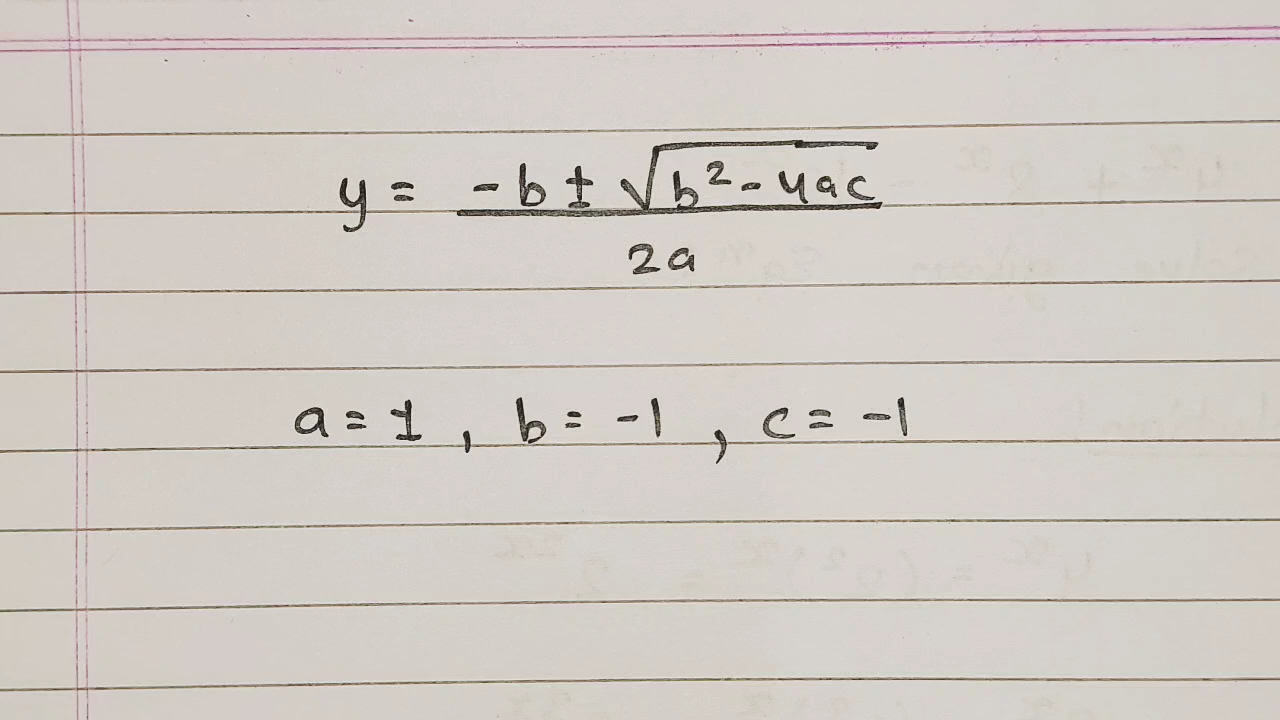 y = -b ± √b² - 4ac
2a
a = 1 , b = -1 , c = -1